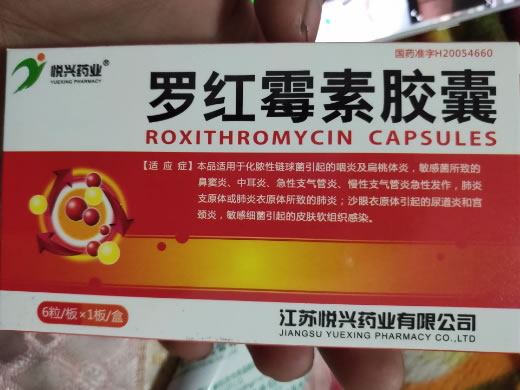 悦兴药业®
YUEXING PHARMACY
国药准字H20054660
罗红霉素胶囊
ROXITHROMYCIN CAPSULES
【适 应 症】本品适用于化脓性链球菌引起的咽炎及扁桃体炎，敏感菌所致的
鼻窦炎、中耳炎、急性支气管炎、慢性支气管炎急性发作，肺炎
支原体或肺炎衣原体所致的肺炎；沙眼衣原体引起的尿道炎和宫
颈炎，敏感细菌引起的皮肤软组织感染。
6粒/板×1板/盒
江苏悦兴药业有限公司
JIANGSU YUEXING PHARMACY CO.,LTD